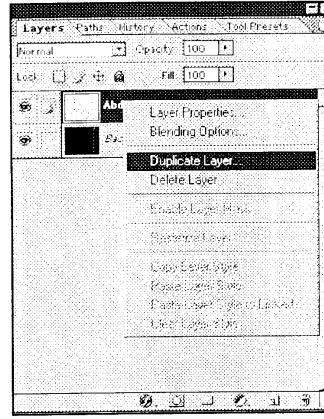 Layers Paths History Actions Tool Presets
Normal Opacity: 100
Lock: Fill: 100
Layer Properties...
Blending Options...
Duplicate Layer...
Delete Layer
Enable Layer Mask
Rasterize Layer
Copy Layer Style
Paste Layer Style
Paste Layer Style to Linked
Clear Layer Style